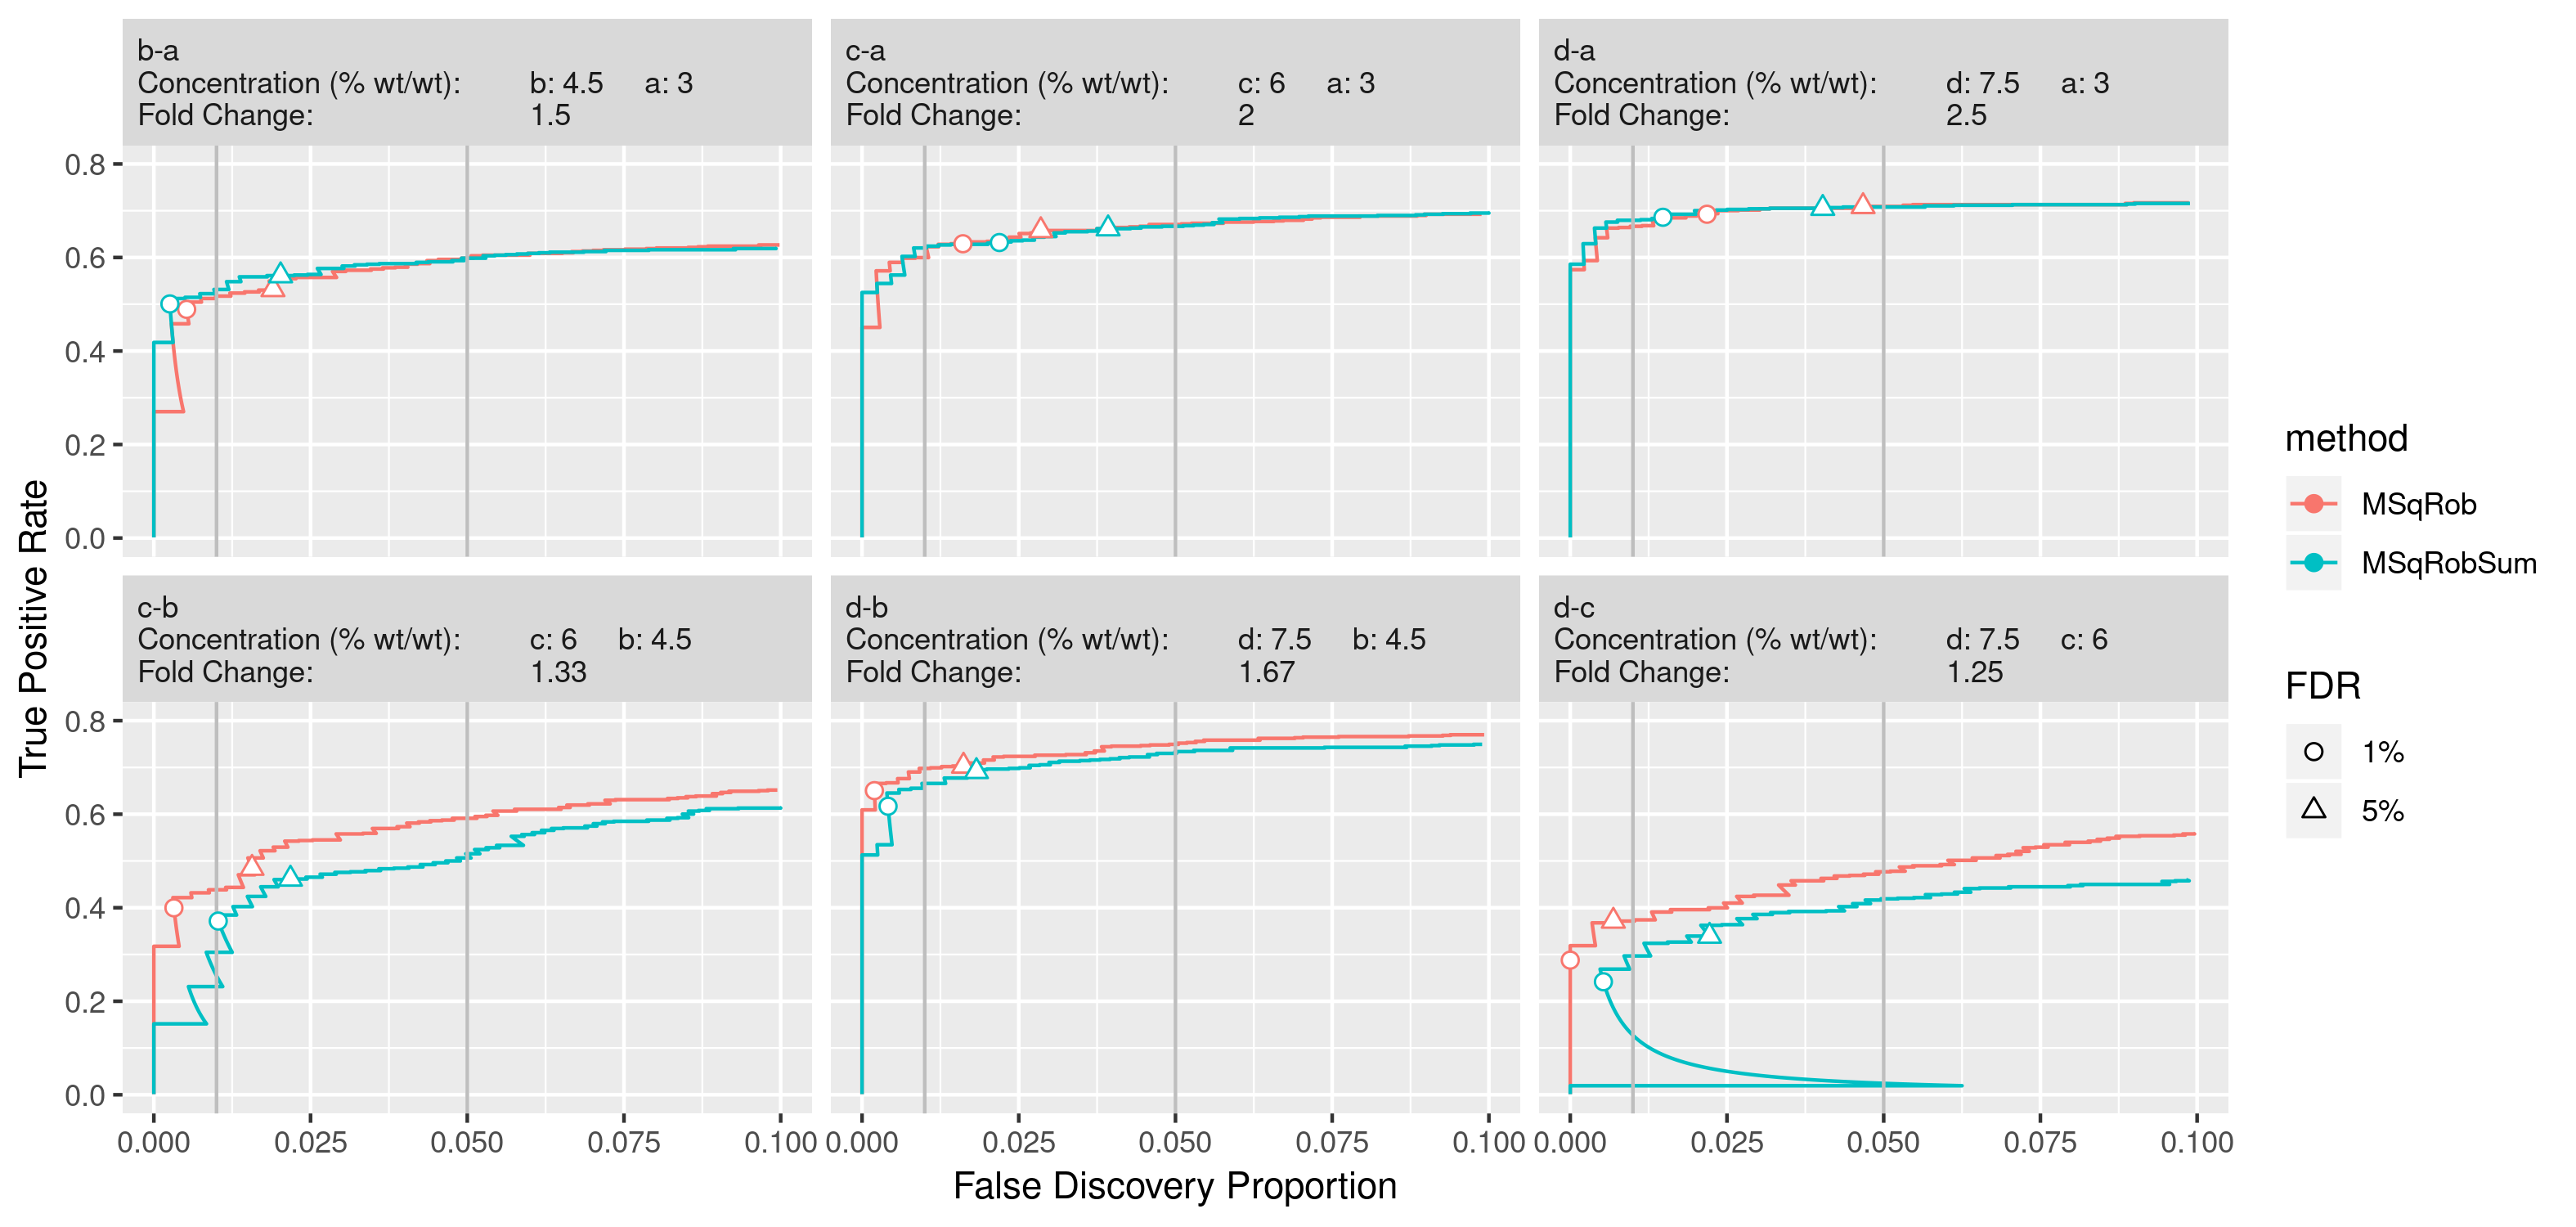 b-a
Concentration (% wt/wt): b: 4.5 a: 3
Fold Change: 1.5
c-a
Concentration (% wt/wt): c: 6 a: 3
Fold Change: 2
d-a
Concentration (% wt/wt): d: 7.5 a: 3
Fold Change: 2.5
0.8
0.6
0.4
0.2
0.0
c-b
Concentration (% wt/wt): c: 6 b: 4.5
Fold Change: 1.33
d-b
Concentration (% wt/wt): d: 7.5 b: 4.5
Fold Change: 1.67
d-c
Concentration (% wt/wt): d: 7.5 c: 6
Fold Change: 1.25
0.8
0.6
0.4
0.2
0.0
0.000 0.025 0.050 0.075 0.100
0.000 0.025 0.050 0.075 0.100
0.000 0.025 0.050 0.075 0.100
False Discovery Proportion
True Positive Rate
method
MSqRob
MSqRobSum
FDR
1%
5%